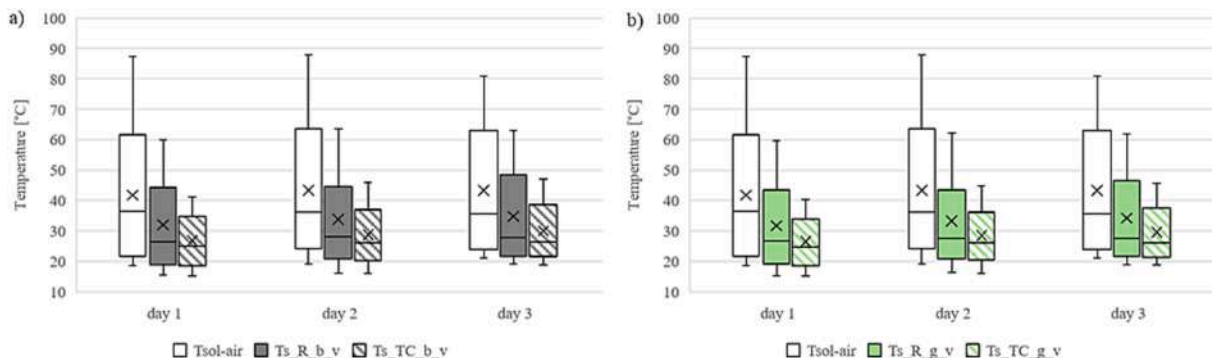 a)
Temperature [°C]
100
90
80
70
60
50
40
30
20
10
day 1 day 2 day 3
Tsol-air Ts_R_b_v Ts_TC_b_v
b)
Temperature [°C]
100
90
80
70
60
50
40
30
20
10
day 1 day 2 day 3
Tsol-air Ts_R_g_v Ts_TC_g_v